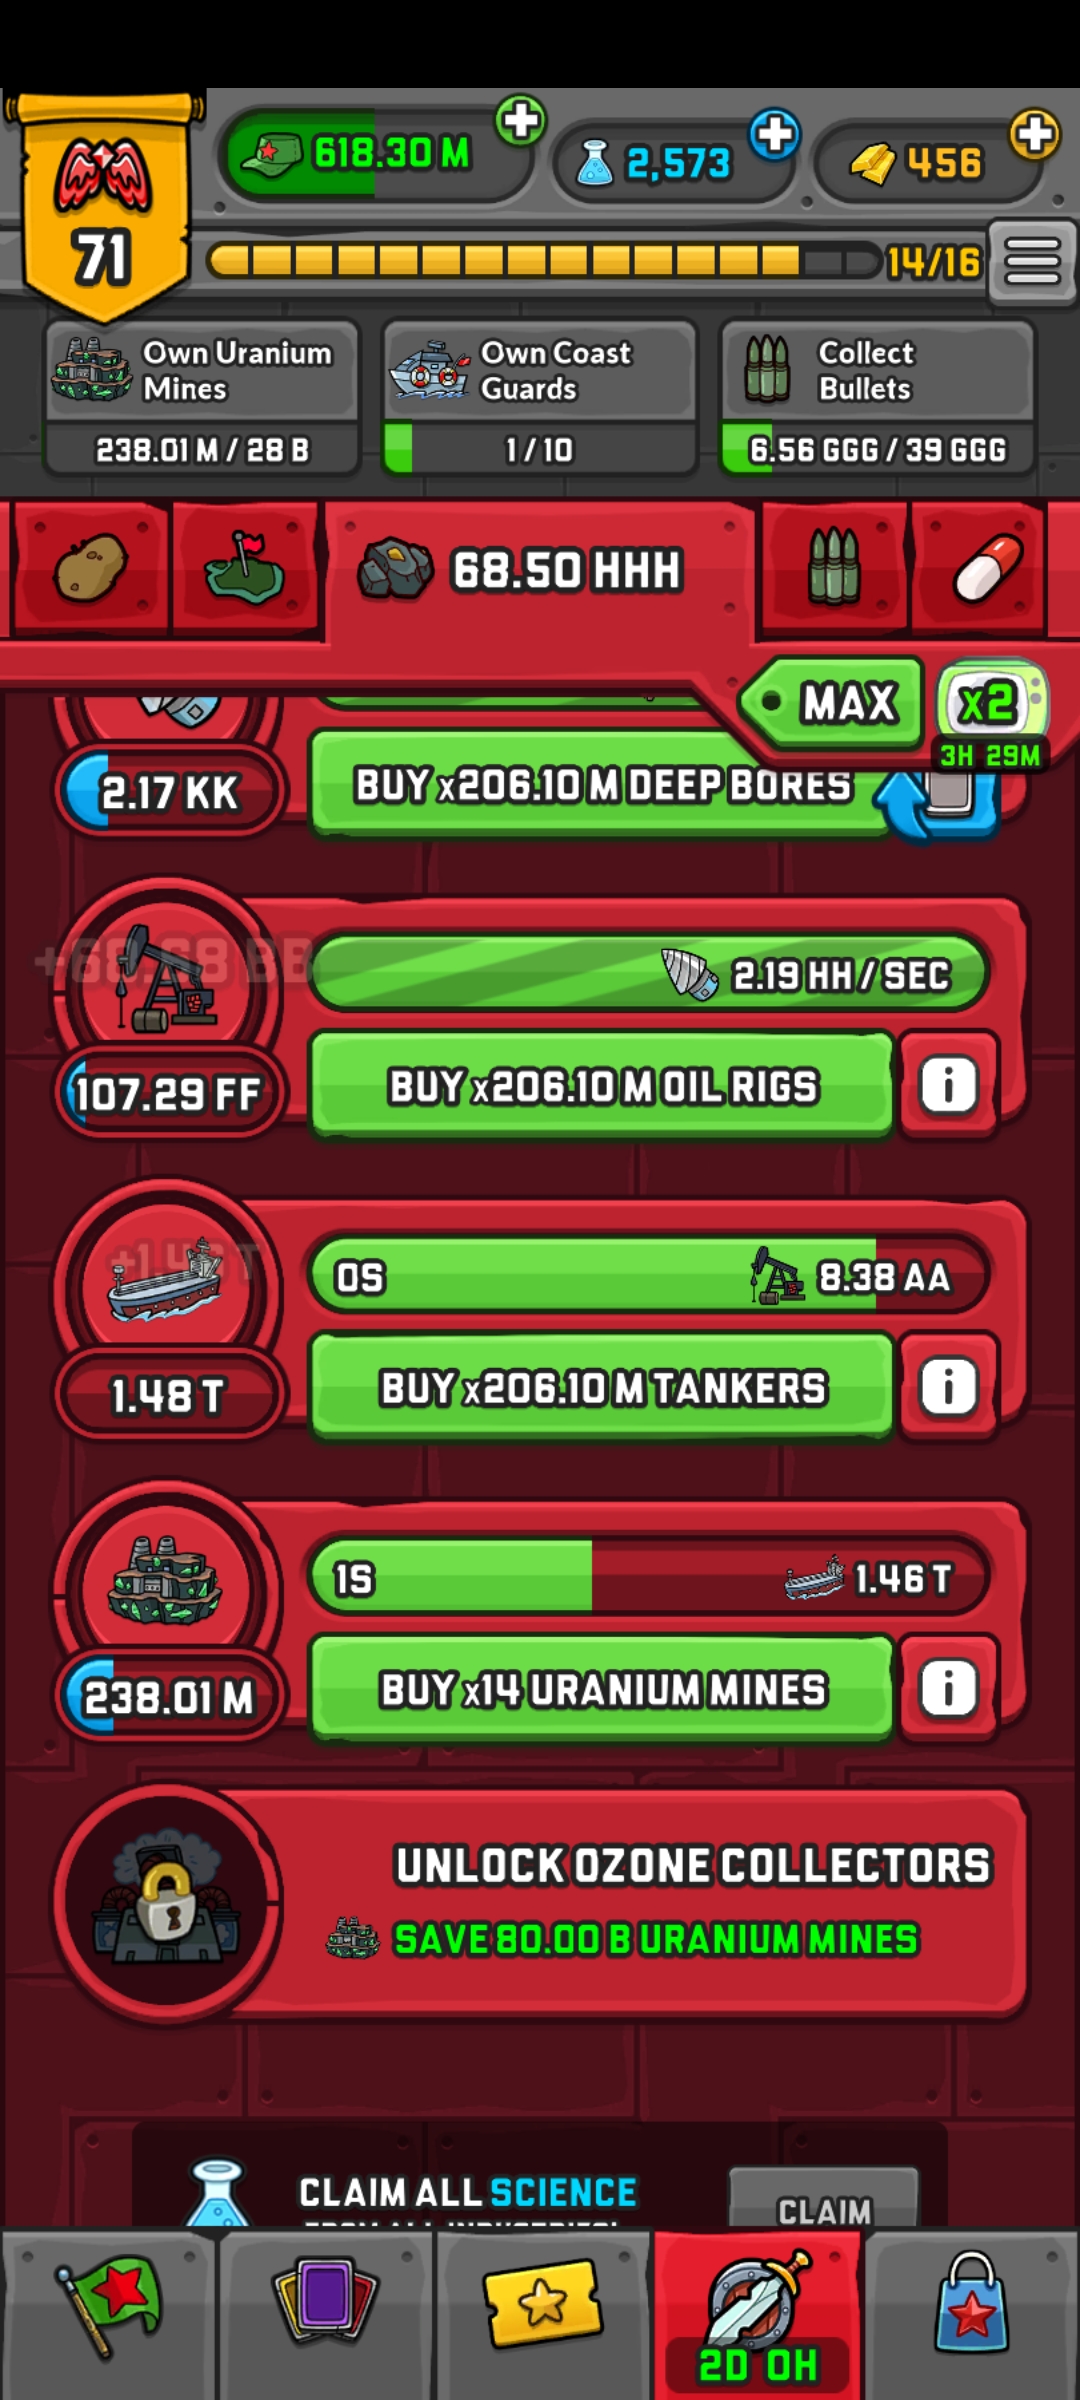 618.30 M
2,573
456
71
14/16
Own Uranium
Mines
238.01 M / 28 B
Own Coast
Guards
1 / 10
Collect
Bullets
6.56 GGG / 39 GGG
68.50 HHH
MAX
x2
3H 29M
2.17 KK
BUY x206.10 M DEEP BORES
2.19 HH / SEC
107.29 FF
BUY x206.10 M OIL RIGS
i
0S
8.38 AA
1.48 T
BUY x206.10 M TANKERS
i
1S
1.46 T
238.01 M
BUY x14 URANIUM MINES
i
UNLOCK OZONE COLLECTORS
SAVE 80.00 B URANIUM MINES
CLAIM ALL SCIENCE
FROM ALL INDUSTRIES!
CLAIM
2D 0H